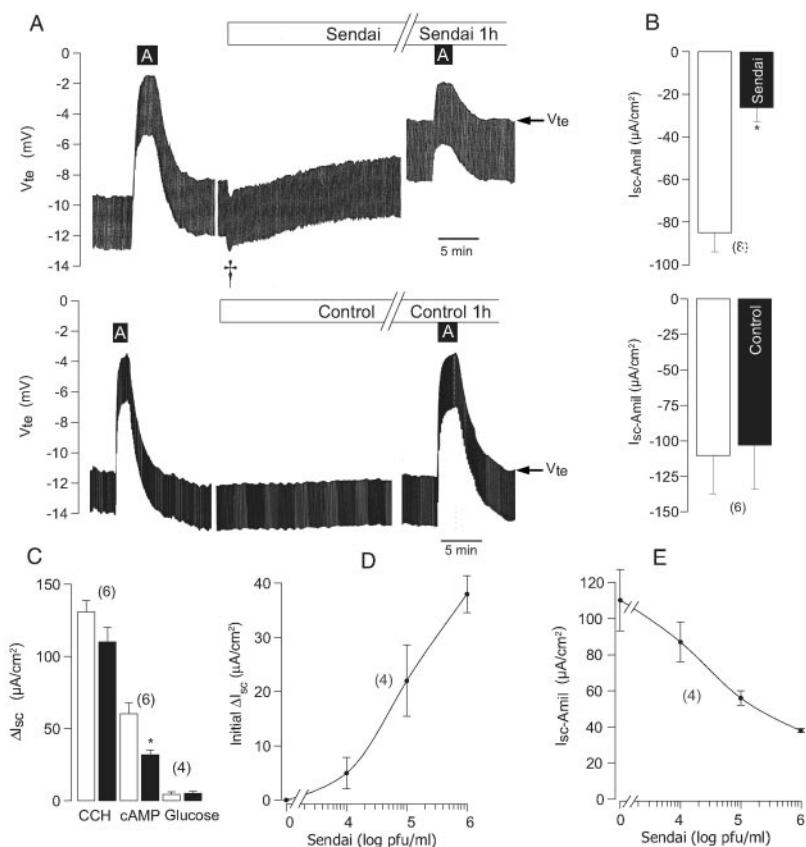 A
B
Sendai
Sendai 1h
A
A
0
-2
-4
-6
-8
-10
-12
-14
Vte (mV)
Vte
5 min
†
0
-20
-40
-60
-80
-100
Isc-Amil (µA/cm²)
Sendai
*
(8)
Control
Control 1h
A
A
0
-2
-4
-6
-8
-10
-12
-14
Vte (mV)
Vte
5 min
0
-25
-50
-75
-100
-125
-150
Isc-Amil (µA/cm²)
Control
(6)
C
150
100
50
0
ΔIsc (µA/cm²)
(6)
(6)
*
(4)
CCH cAMP Glucose
D
40
30
20
10
0
Initial ΔIsc (µA/cm²)
(4)
0 4 5 6
Sendai (log pfu/ml)
E
120
100
80
60
40
20
0
Isc-Amil (µA/cm²)
(4)
0 4 5 6
Sendai (log pfu/ml)